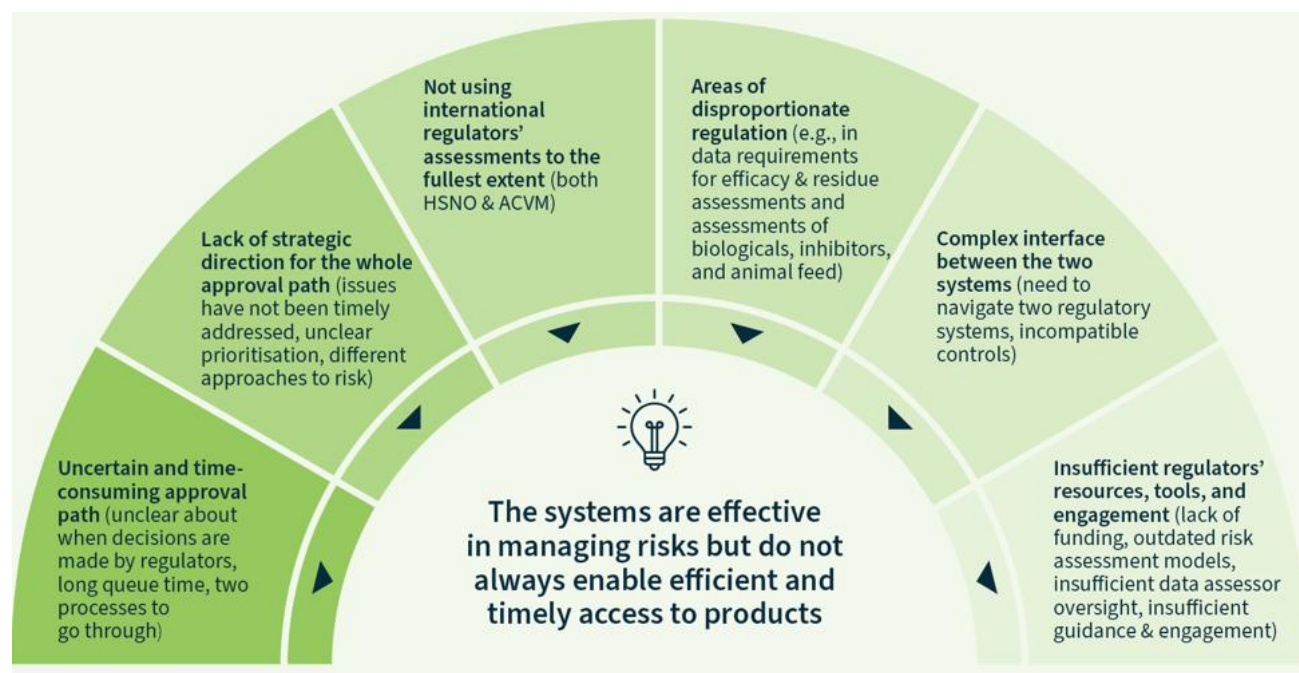 Uncertain and time-
consuming approval
path (unclear about
when decisions are
made by regulators,
long queue time, two
processes to
go through)
Lack of strategic
direction for the whole
approval path (issues
have not been timely
addressed, unclear
prioritisation, different
approaches to risk)
Not using
international
regulators’
assessments to the
fullest extent (both
HSNO & ACVM)
Areas of
disproportionate
regulation (e.g., in
data requirements
for efficacy & residue
assessments and
assessments of
biologicals, inhibitors,
and animal feed)
Complex interface
between the two
systems (need to
navigate two regulatory
systems, incompatible
controls)
Insufficient regulators’
resources, tools, and
engagement (lack of
funding, outdated risk
assessment models,
insufficient data assessor
oversight, insufficient
guidance & engagement)
The systems are effective
in managing risks but do not
always enable efficient and
timely access to products